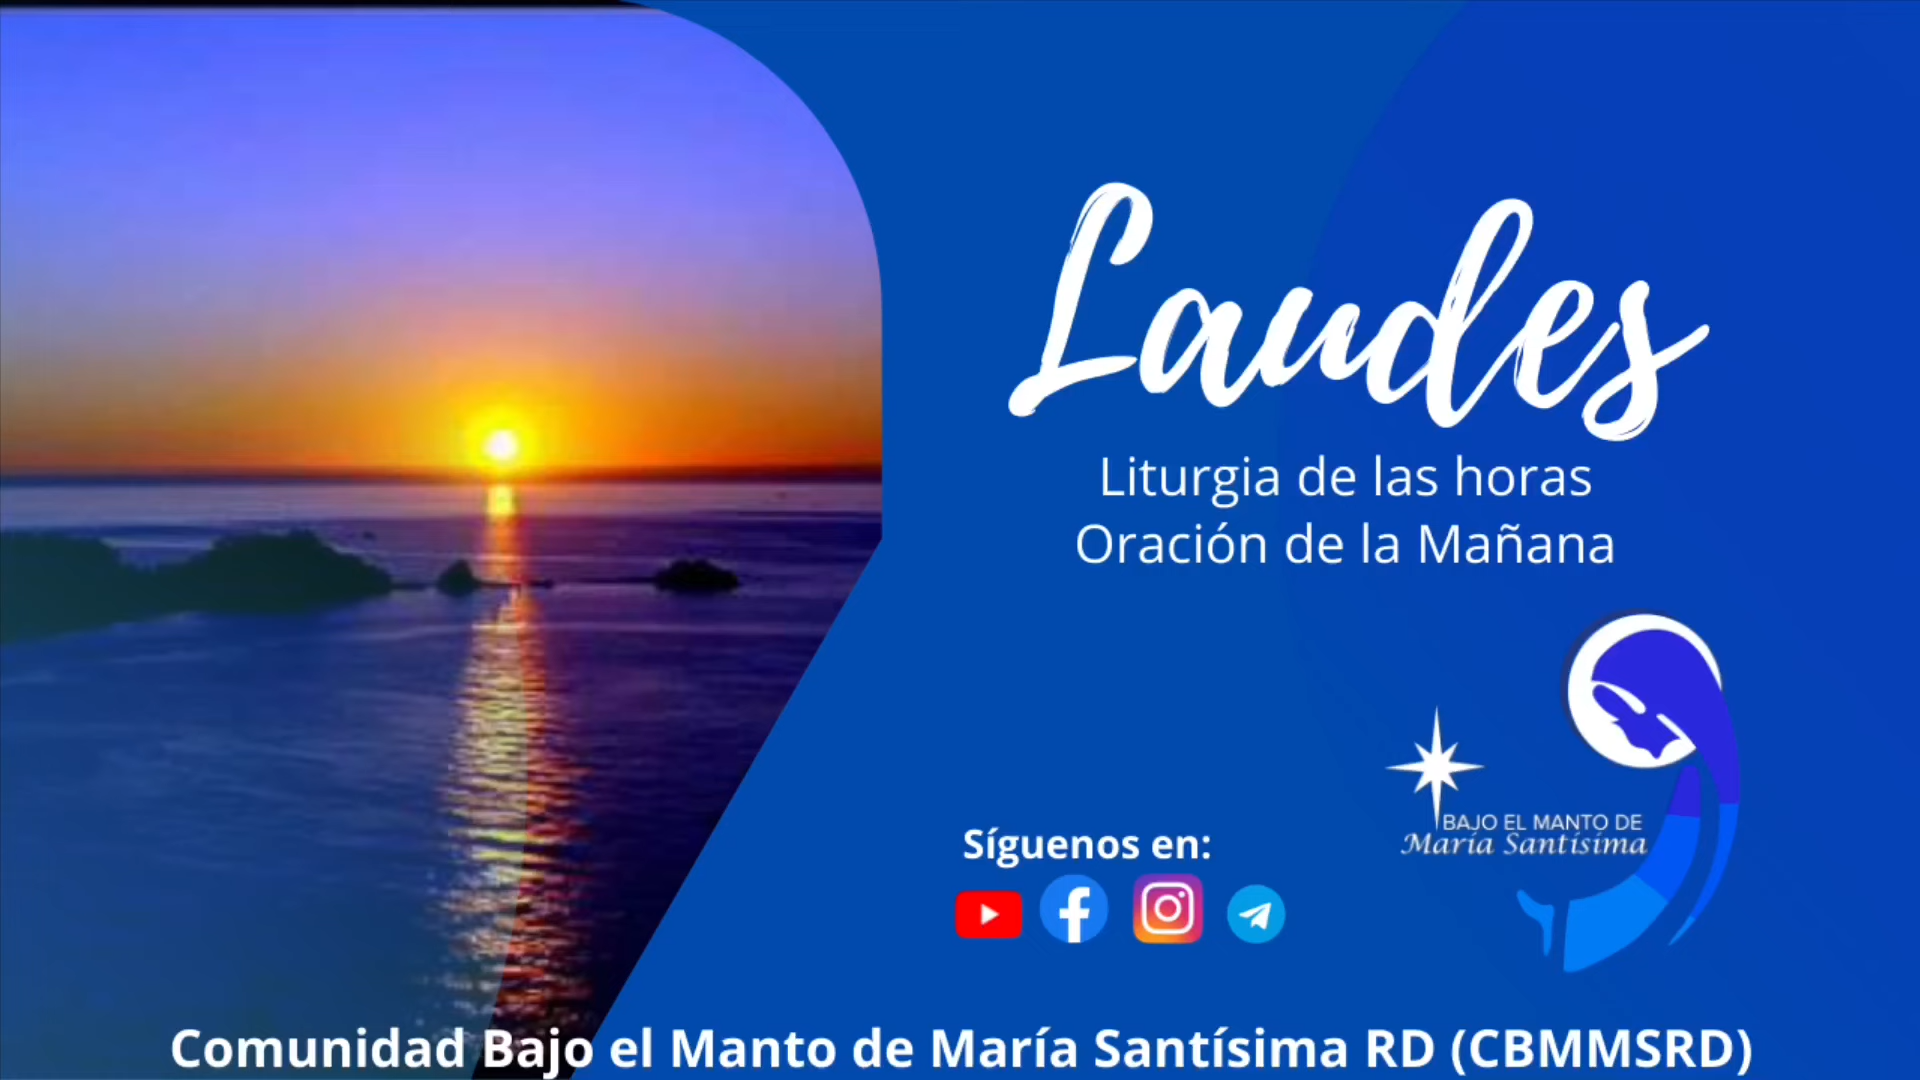 Laudes
Liturgia de las horas
Oración de la Mañana
BAJO EL MANTO DE
María Santísima
Síguenos en:
Comunidad Bajo el Manto de María Santísima RD (CBMMSRD)